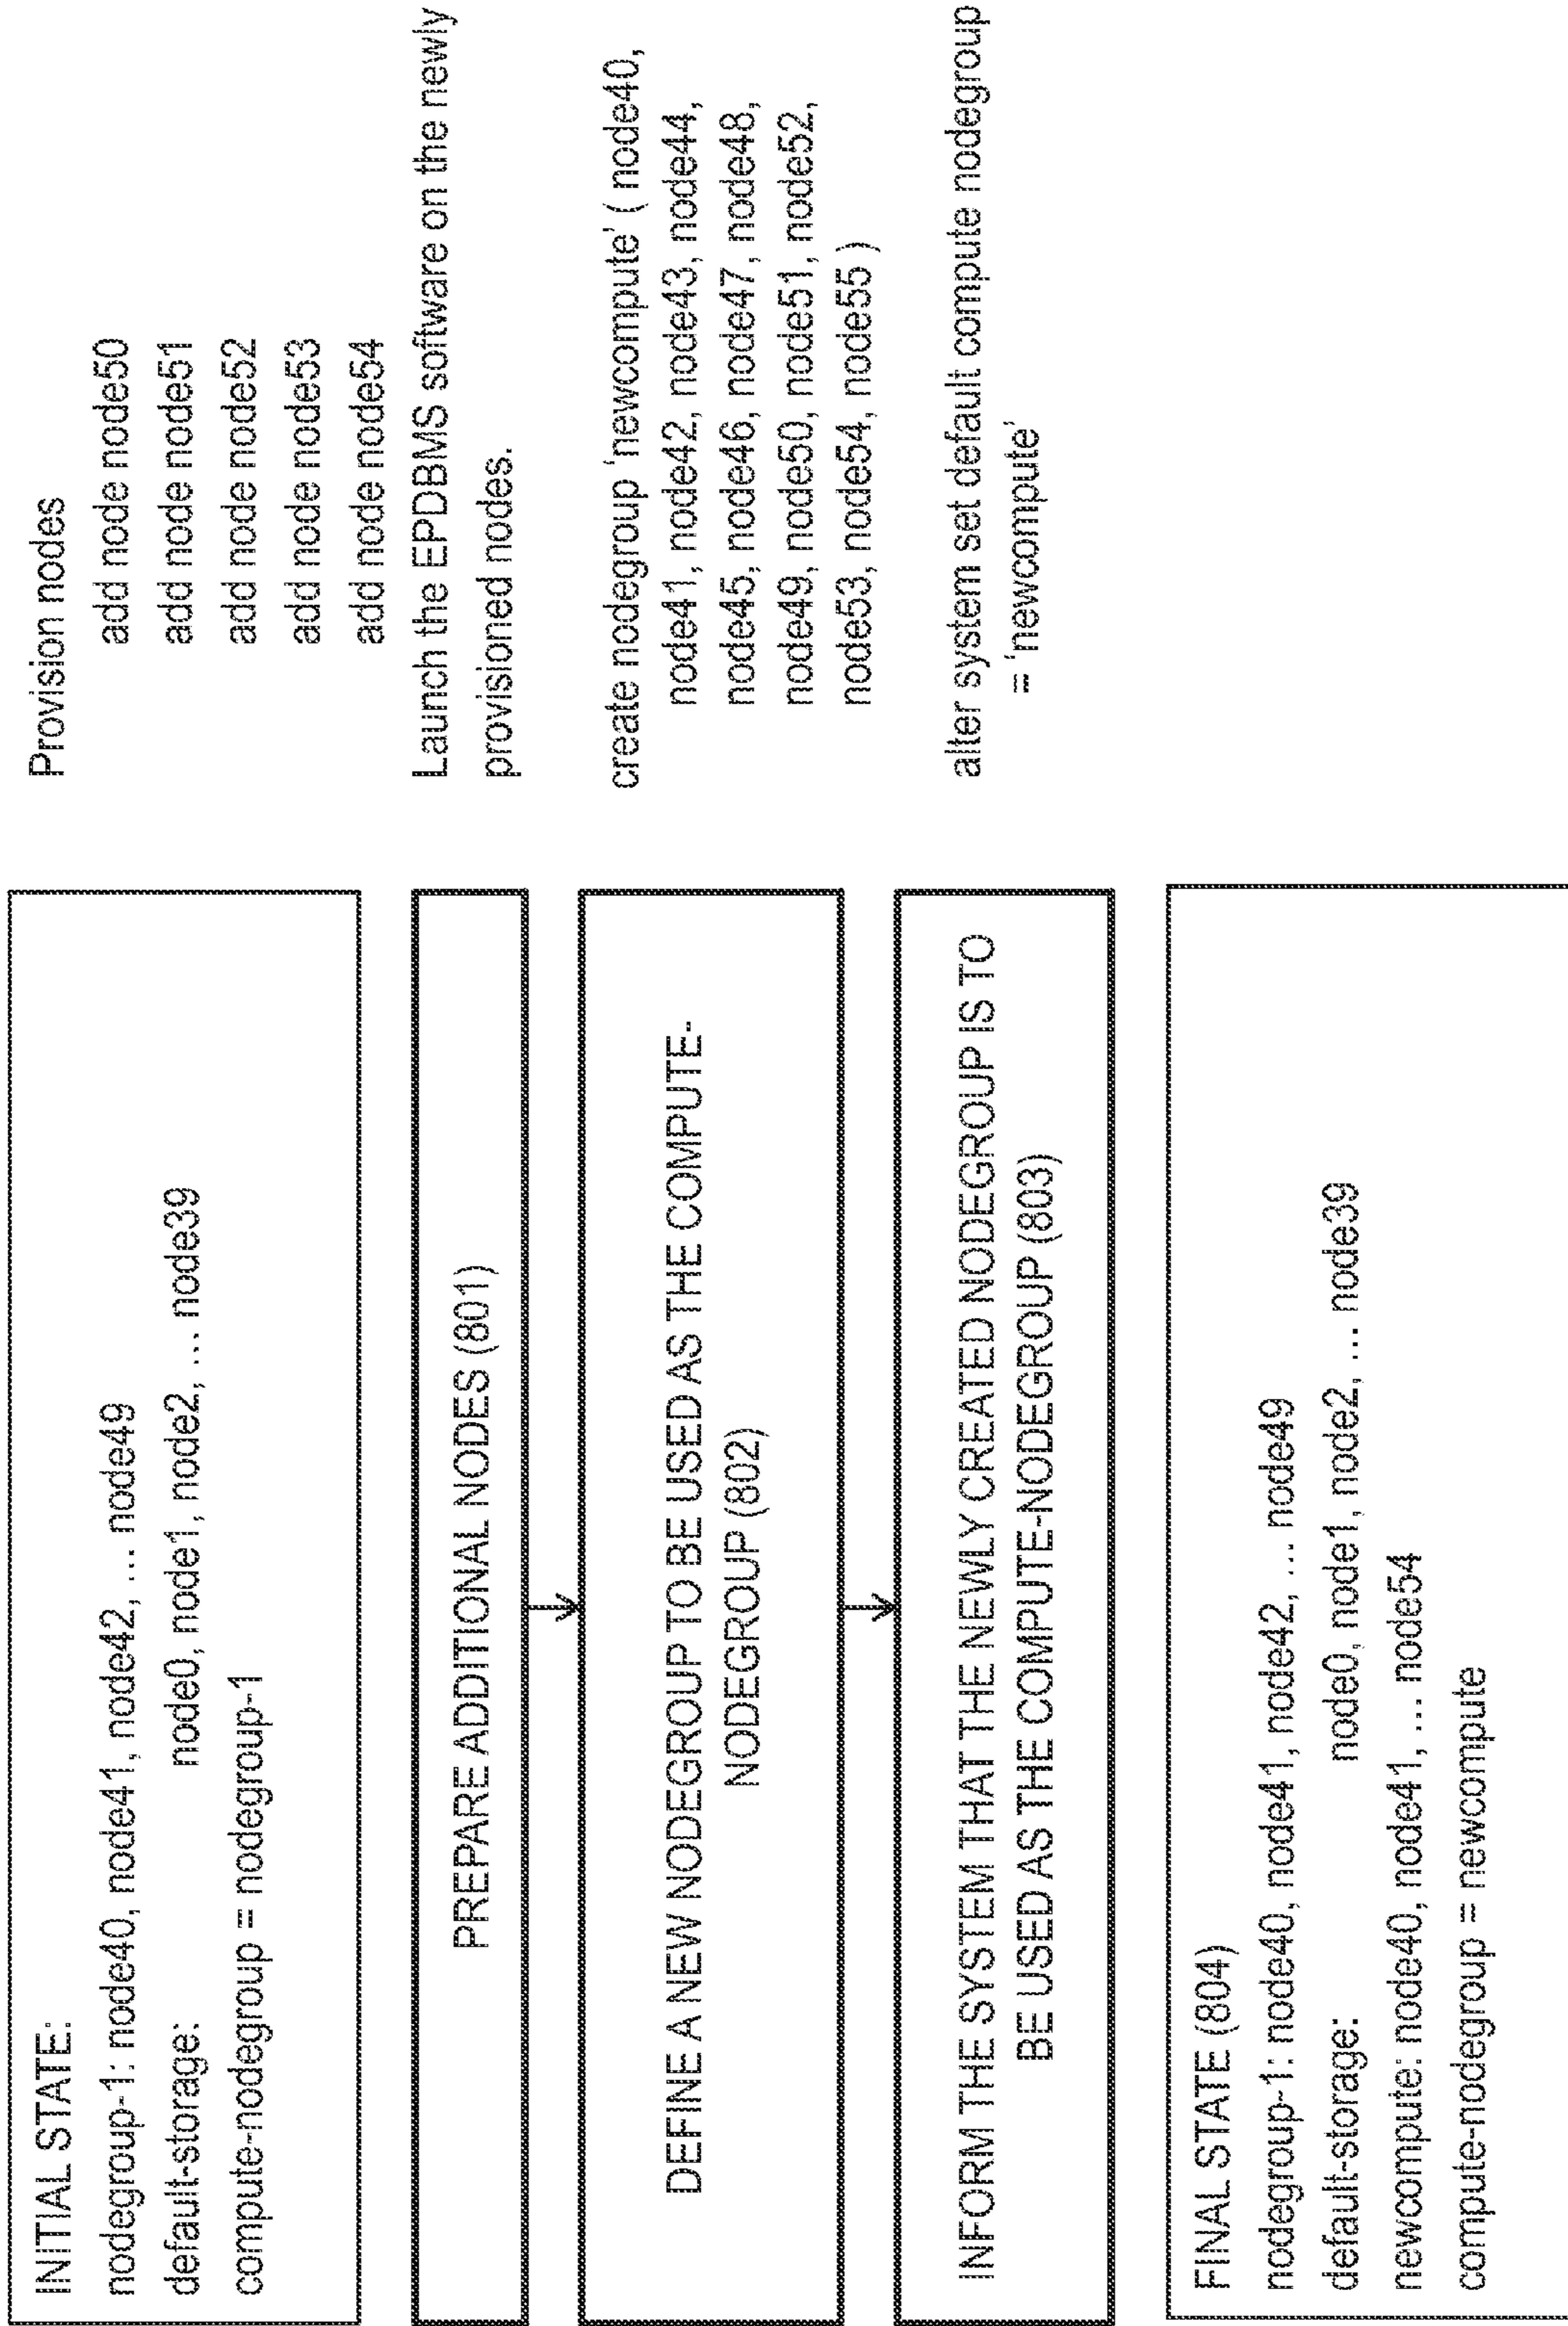 INITIAL STATE:
nodegroup-1: node40, node41, node42, ... node49
default-storage: node0, node1, node2, ... node39
compute-nodegroup = nodegroup-1
Provision nodes
add node node50
add node node51
add node node52
add node node53
add node node54
PREPARE ADDITIONAL NODES (801)
Launch the EPDBMS software on the newly
provisioned nodes.
DEFINE A NEW NODEGROUP TO BE USED AS THE COMPUTE-
NODEGROUP (802)
create nodegroup 'newcompute' ( node40,
node41, node42, node43, node44,
node45, node46, node47, node48,
node49, node50, node51, node52,
node53, node54, node55 )
INFORM THE SYSTEM THAT THE NEWLY CREATED NODEGROUP IS TO
BE USED AS THE COMPUTE-NODEGROUP (803)
alter system set default compute nodegroup
= 'newcompute'
FINAL STATE (804)
nodegroup-1: node40, node41, node42, ... node49
default-storage: node0, node1, node2, ... node39
newcompute: node40, node41, ... node54
compute-nodegroup = newcompute